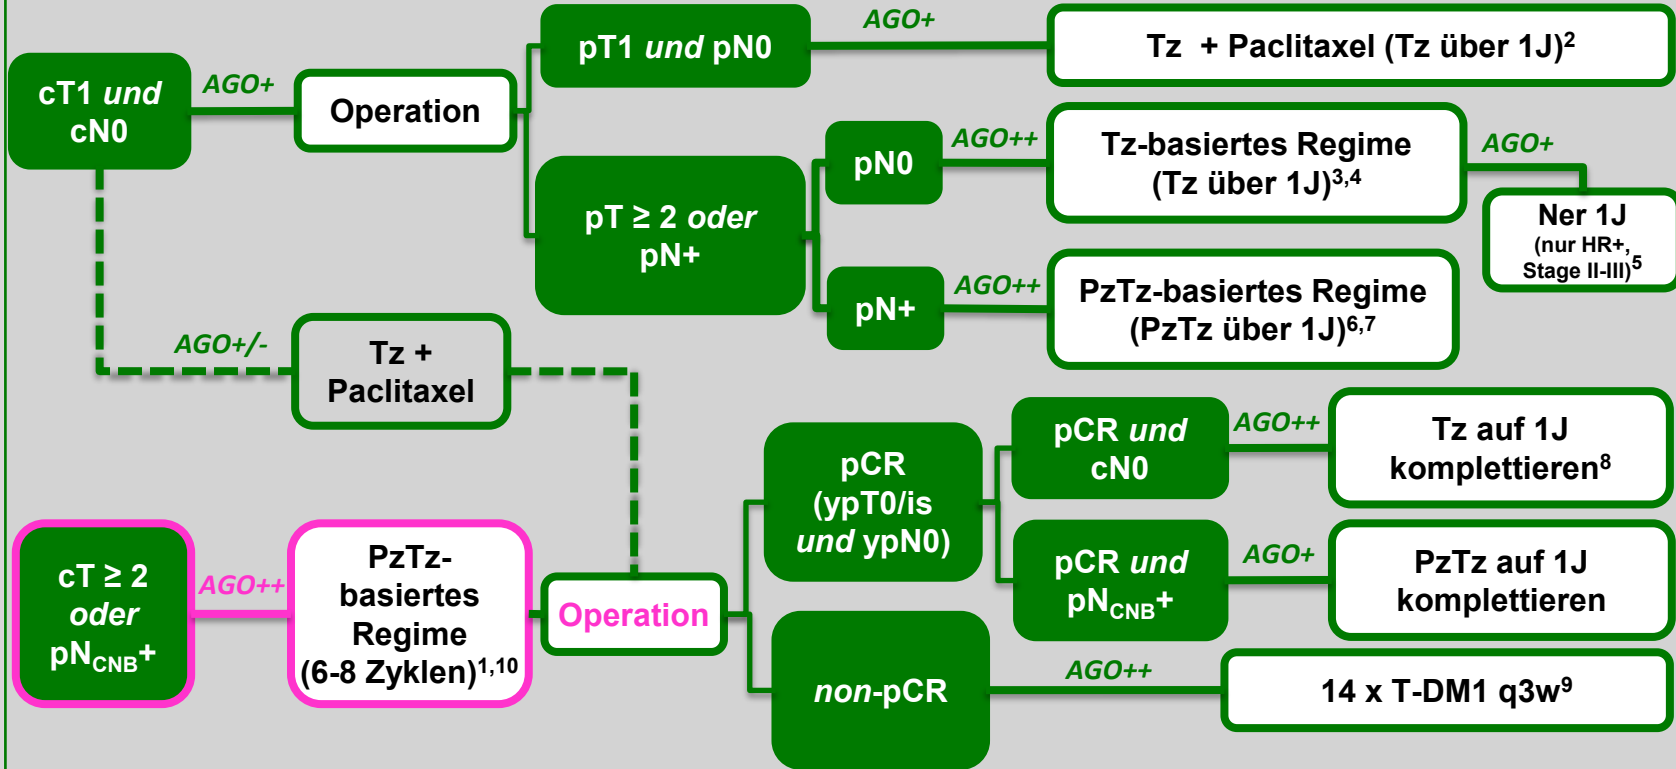 cT1 und
cN0
AGO+
Operation
pT1 und pN0
AGO+
Tz + Paclitaxel (Tz über 1J)²
pT ≥ 2 oder
pN+
pN0
AGO++
Tz-basiertes Regime
(Tz über 1J)³,⁴
AGO+
Ner 1J
(nur HR+,
Stage II-III)⁵
pN+
AGO++
PzTz-basiertes Regime
(PzTz über 1J)⁶,⁷
AGO+/-
Tz +
Paclitaxel
cT ≥ 2
oder
pN_CNB+
AGO++
PzTz-
basiertes
Regime
(6-8 Zyklen)¹,¹⁰
Operation
pCR
(ypT0/is
und ypN0)
pCR und
cN0
AGO++
Tz auf 1J
komplettieren⁸
pCR und
pN_CNB+
AGO+
PzTz auf 1J
komplettieren
non-pCR
AGO++
14 x T-DM1 q3w⁹